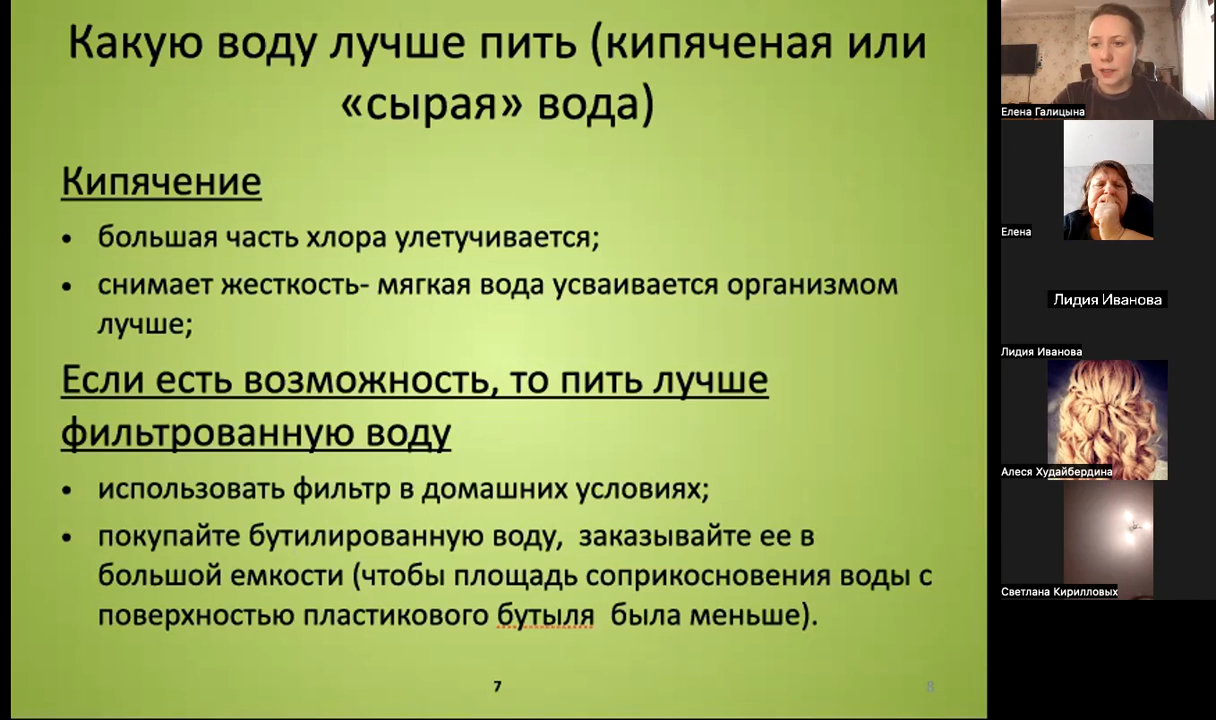 Какую воду лучше пить (кипяченая или
«сырая» вода)
Кипячение
• большая часть хлора улетучивается;
• снимает жесткость- мягкая вода усваивается организмом
лучше;
Если есть возможность, то пить лучше
фильтрованную воду
• использовать фильтр в домашних условиях;
• покупайте бутилированную воду, заказывайте ее в
большой емкости (чтобы площадь соприкосновения воды с
поверхностью пластикового бутыля была меньше).
7
8
Елена Галицына
Елена
Лидия Иванова
Лидия Иванова
Алеся Худайбердина
Светлана Кирилловых